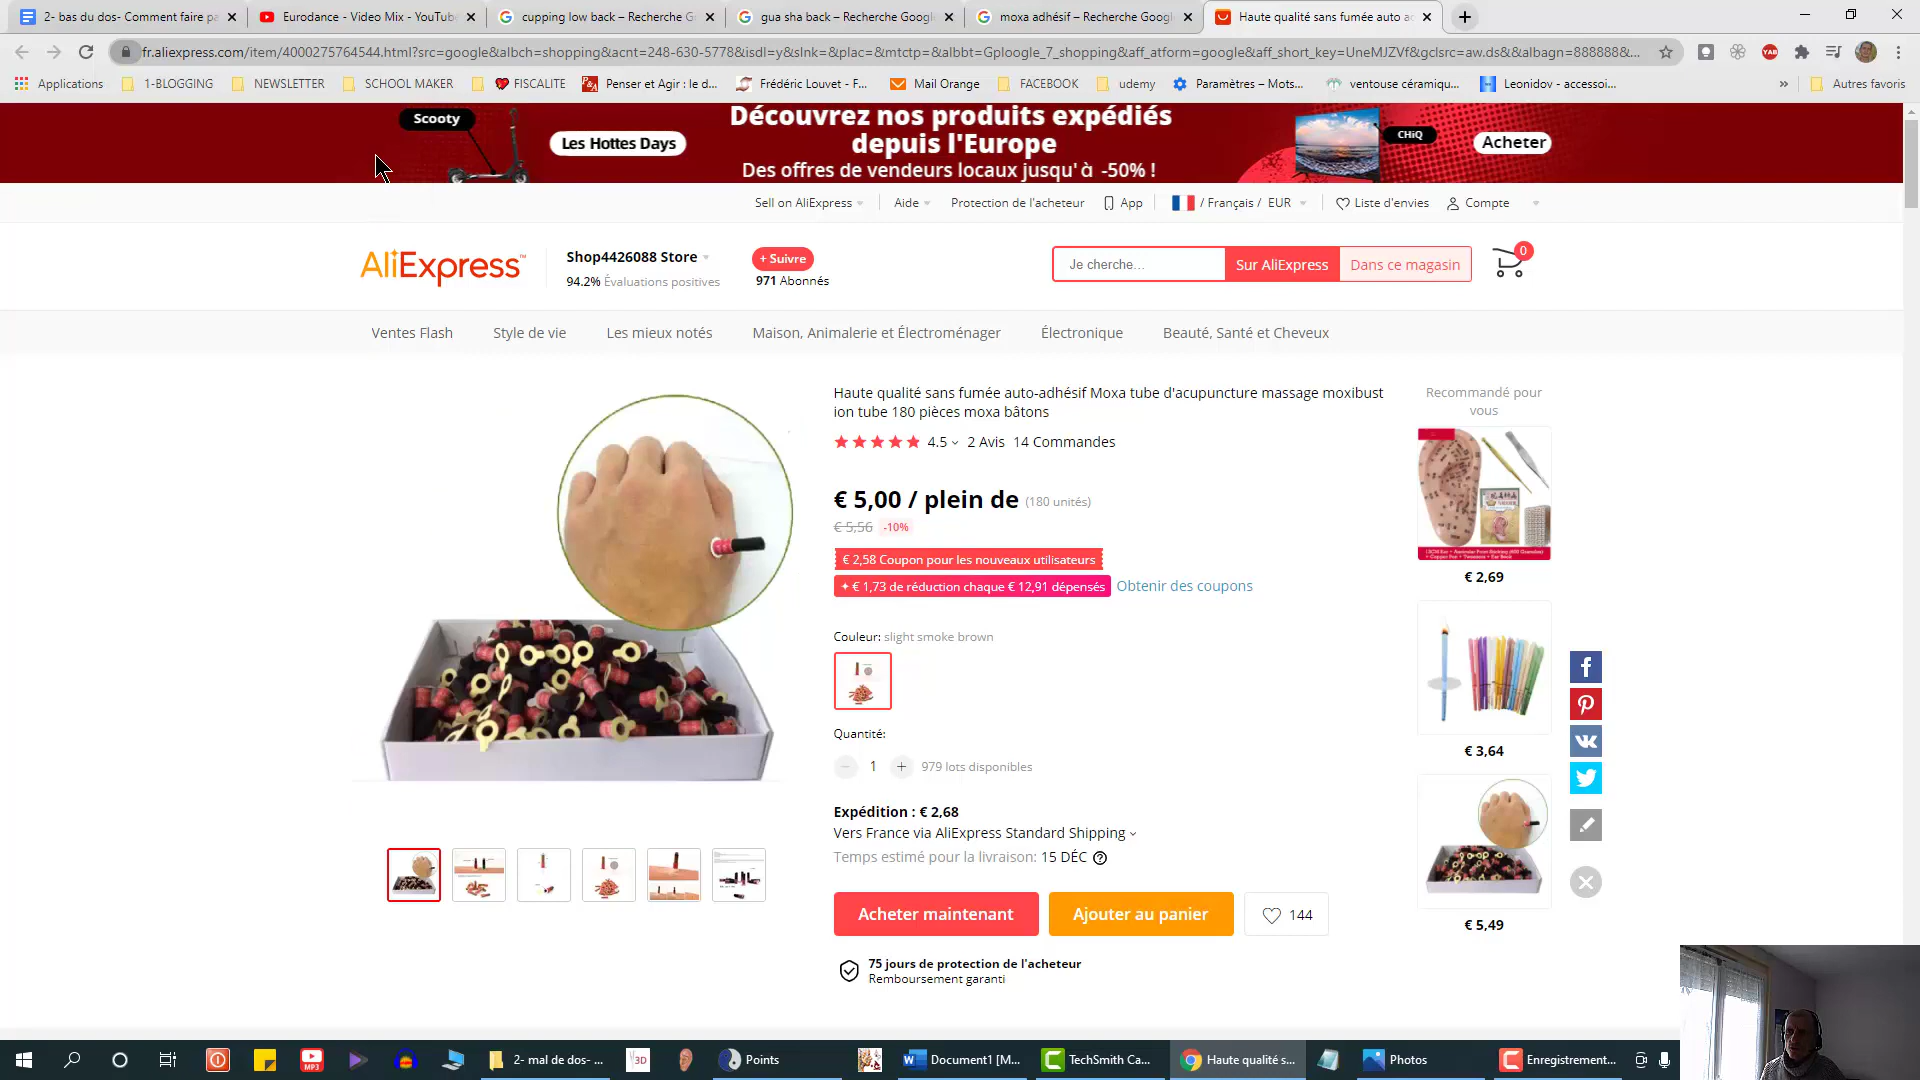 2- bas du dos- Comment faire pa
Eurodance - Video Mix - YouTube
cupping low back – Recherche G
gua sha back – Recherche Googl
moxa adhésif – Recherche Googl
Haute qualité sans fumée auto a
fr.aliexpress.com/item/4000275764544.html?src=google&albch=shopping&acnt=248-630-5778&isdl=y&slnk=&plac=&mtctp=&albbt=Gploogle_7_shopping&aff_atform=google&aff_short_key=UneMJZVf&gclsrc=aw.ds&&albagn=888888&...
Applications
1-BLOGGING
NEWSLETTER
SCHOOL MAKER
FISCALITE
Penser et Agir : le d...
Frédéric Louvet - F...
Mail Orange
FACEBOOK
udemy
Paramètres – Mots...
ventouse céramiqu...
Leonidov - accessoi...
»
Autres favoris
Scooty
Les Hottes Days
Découvrez nos produits expédiés
depuis l'Europe
Des offres de vendeurs locaux jusqu'à -50% !
CHiQ
Acheter
Sell on AliExpress
Aide
Protection de l'acheteur
App
/ Français / EUR
Liste d'envies
Compte
AliExpress™
Shop4426088 Store
94.2% Évaluations positives
+ Suivre
971 Abonnés
Je cherche...
Sur AliExpress
Dans ce magasin
0
Ventes Flash
Style de vie
Les mieux notés
Maison, Animalerie et Électroménager
Électronique
Beauté, Santé et Cheveux
Haute qualité sans fumée auto-adhésif Moxa tube d'acupuncture massage moxibust
ion tube 180 pièces moxa bâtons
4.5 2 Avis 14 Commandes
€ 5,00 / plein de (180 unités)
€ 5,56 -10%
€ 2,58 Coupon pour les nouveaux utilisateurs
€ 1,73 de réduction chaque € 12,91 dépensés
Obtenir des coupons
Couleur: slight smoke brown
Quantité:
− 1 + 979 lots disponibles
Expédition : € 2,68
Vers France via AliExpress Standard Shipping
Temps estimé pour la livraison: 15 DÉC
Acheter maintenant
Ajouter au panier
144
75 jours de protection de l'acheteur
Remboursement garanti
Recommandé pour
vous
€ 2,69
€ 3,64
€ 5,49
MP3
2- mal de dos- ...
3D
Points
Document1 [M...
TechSmith Ca...
Haute qualité s...
Photos
Enregistrement...